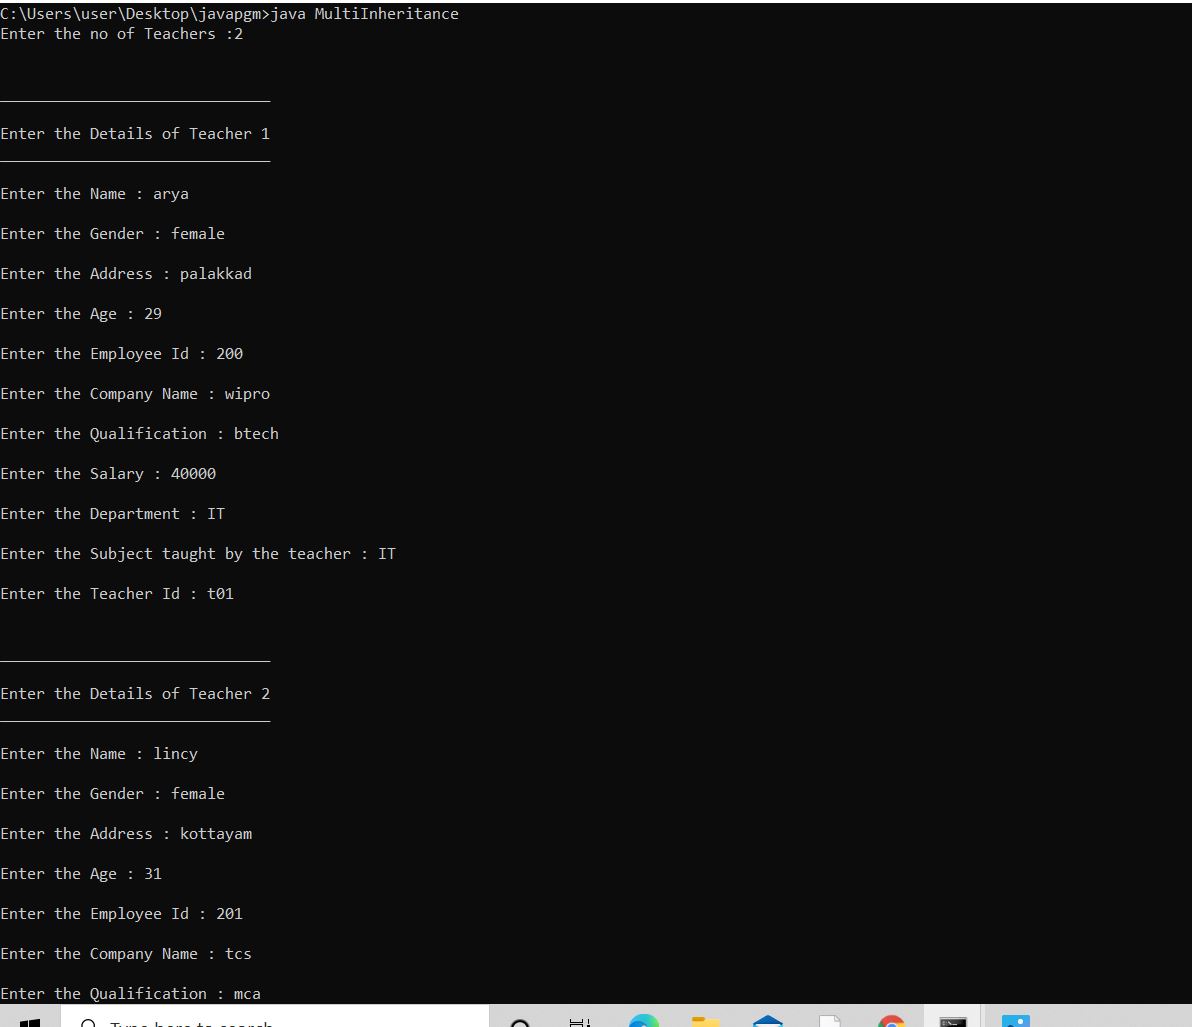 C:\Users\user\Desktop\javapgm>java MultiInheritance
Enter the no of Teachers :2
Enter the Details of Teacher 1
Enter the Name : arya
Enter the Gender : female
Enter the Address : palakkad
Enter the Age : 29
Enter the Employee Id : 200
Enter the Company Name : wipro
Enter the Qualification : btech
Enter the Salary : 40000
Enter the Department : IT
Enter the Subject taught by the teacher : IT
Enter the Teacher Id : t01
Enter the Details of Teacher 2
Enter the Name : lincy
Enter the Gender : female
Enter the Address : kottayam
Enter the Age : 31
Enter the Employee Id : 201
Enter the Company Name : tcs
Enter the Qualification : mca
Type here to search